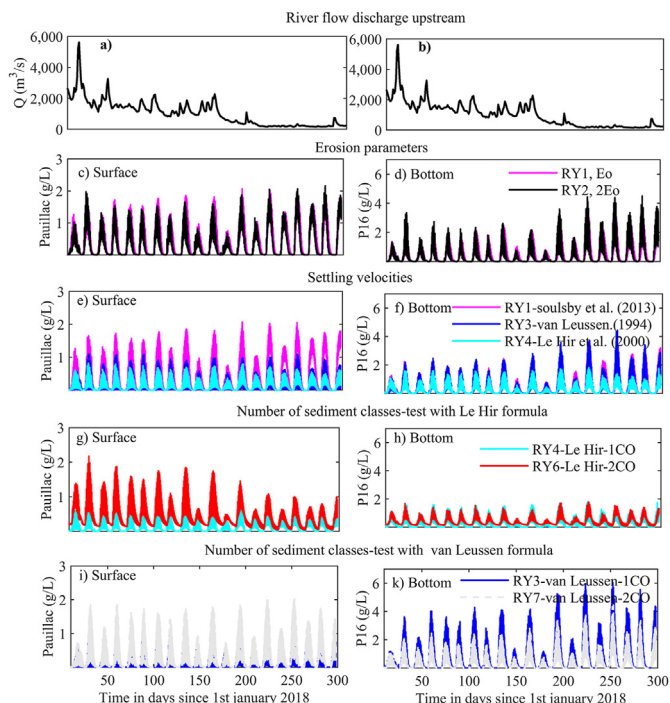 River flow discharge upstream
6,000
4,000
2,000
0
Q (m³/s)
a)
b)
6,000
4,000
2,000
0
Erosion parameters
3
2
1
Pauillac (g/L)
c) Surface
6
4
2
P16 (g/L)
d) Bottom
RY1, Eo
RY2, 2Eo
Settling velocities
3
2
1
0
Pauillac (g/L)
e) Surface
6
4
2
P16 (g/L)
f) Bottom
RY1-soulsby et al. (2013)
RY3-van Leussen.(1994)
RY4-Le Hir et al. (2000)
Number of sediment classes-test with Le Hir formula
3
2
1
0
Pauillac (g/L)
g) Surface
6
4
2
P16 (g/L)
h) Bottom
RY4-Le Hir-1CO
RY6-Le Hir-2CO
Number of sediment classes-test with van Leussen formula
3
2
1
Pauillac (g/L)
i) Surface
6
4
2
P16 (g/L)
k) Bottom
RY3-van Leussen-1CO
RY7-van Leussen-2CO
50 100 150 200 250 300
50 100 150 200 250 300
Time in days since 1st january 2018
Time in days since 1st january 2018